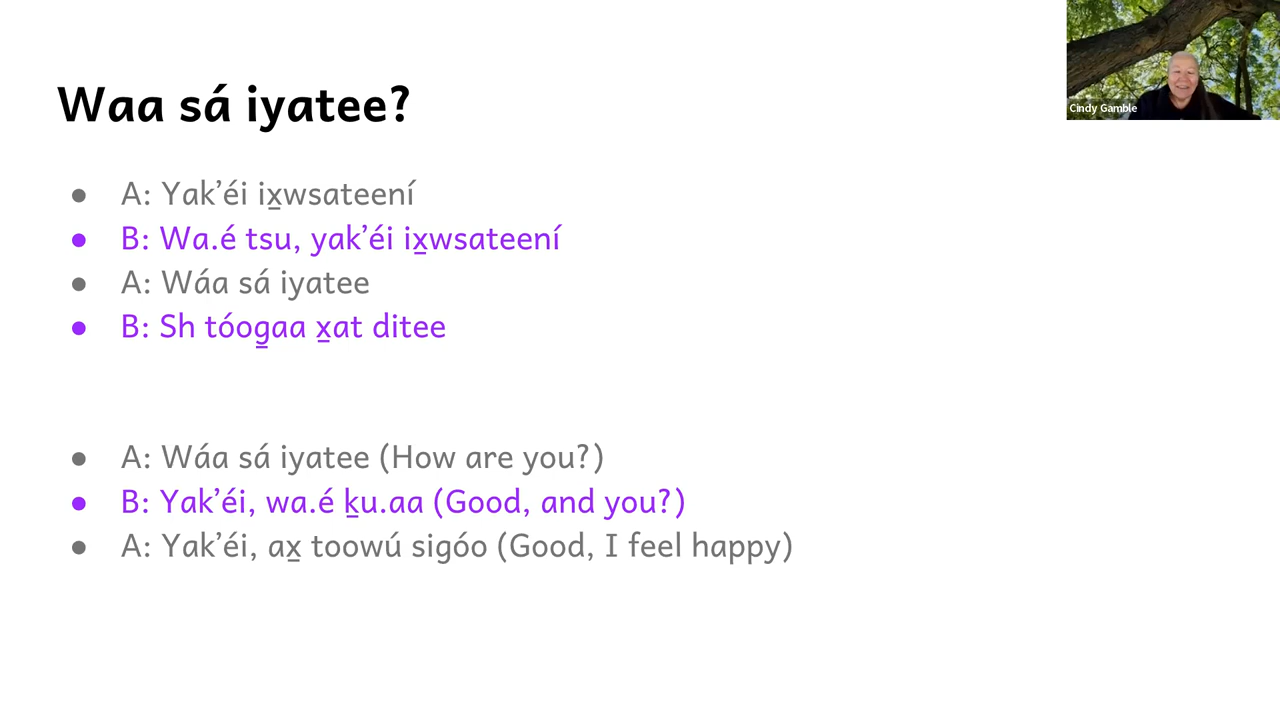 Waa sá iyatee?
Cindy Gamble
● A: Yak’éi ix̲wsateení
● B: Wa.é tsu, yak’éi ix̲wsateení
● A: Wáa sá iyatee
● B: Sh tóog̲aa x̲at ditee
● A: Wáa sá iyatee (How are you?)
● B: Yak’éi, wa.é ḵu.aa (Good, and you?)
● A: Yak’éi, ax̲ toowú sigóo (Good, I feel happy)